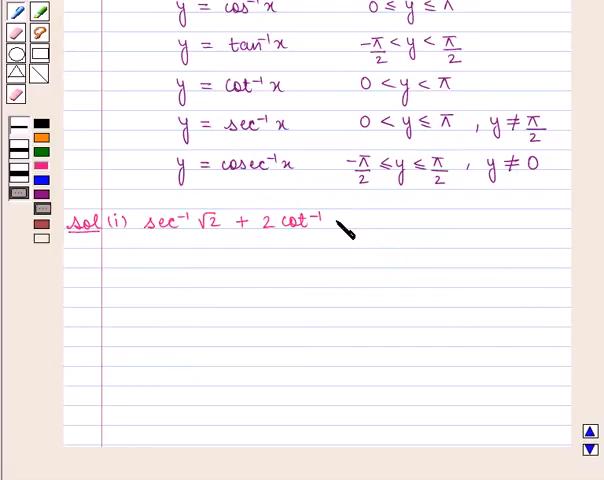 y = cos⁻¹x 0 ≤ y ≤ π
y = tan⁻¹x -π/2 < y < π/2
y = cot⁻¹x 0 < y < π
y = sec⁻¹x 0 < y ≤ π , y ≠ π/2
y = cosec⁻¹x -π/2 ≤ y ≤ π/2 , y ≠ 0
sol (i) sec⁻¹ √2 + 2 cot⁻¹